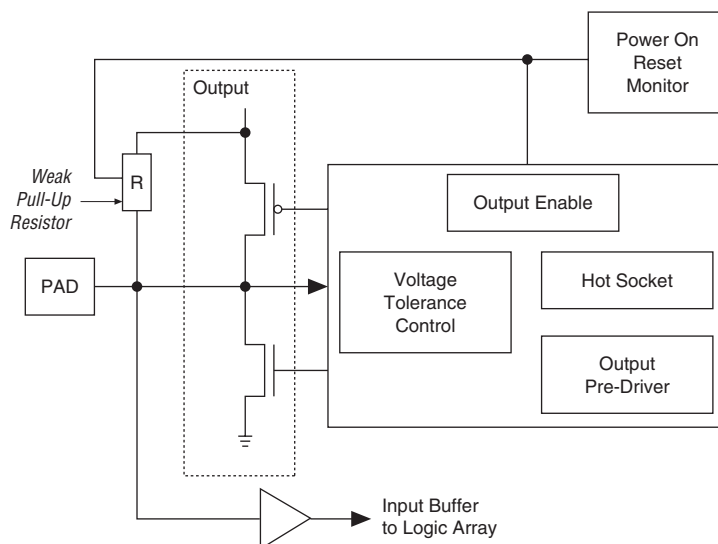 Power On
Reset
Monitor
Output
R
Weak
Pull-Up
Resistor
Output Enable
PAD
Voltage
Tolerance
Control
Hot Socket
Output
Pre-Driver
Input Buffer
to Logic Array